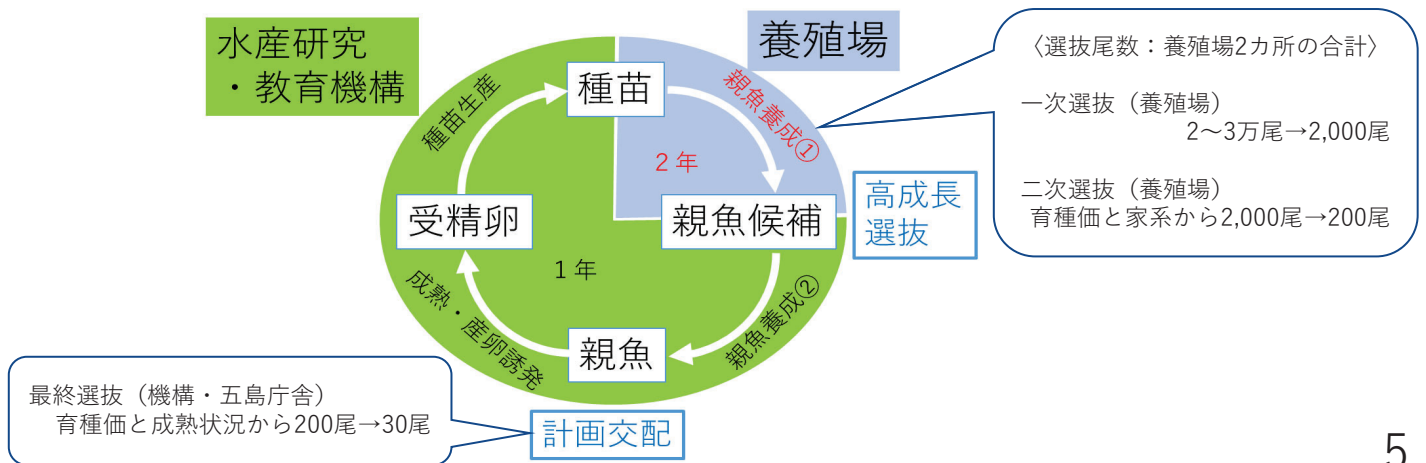 水産研究
・教育機構
養殖場
〈選抜尾数：養殖場2カ所の合計〉
一次選抜（養殖場）
2～3万尾→2,000尾
二次選抜（養殖場）
育種価と家系から2,000尾→200尾
種苗
種苗生産
親魚養成①
2年
受精卵
親魚候補
高成長
選抜
1年
成熟・産卵誘発
親魚養成②
親魚
最終選抜（機構・五島庁舎）
育種価と成熟状況から200尾→30尾
計画交配
5